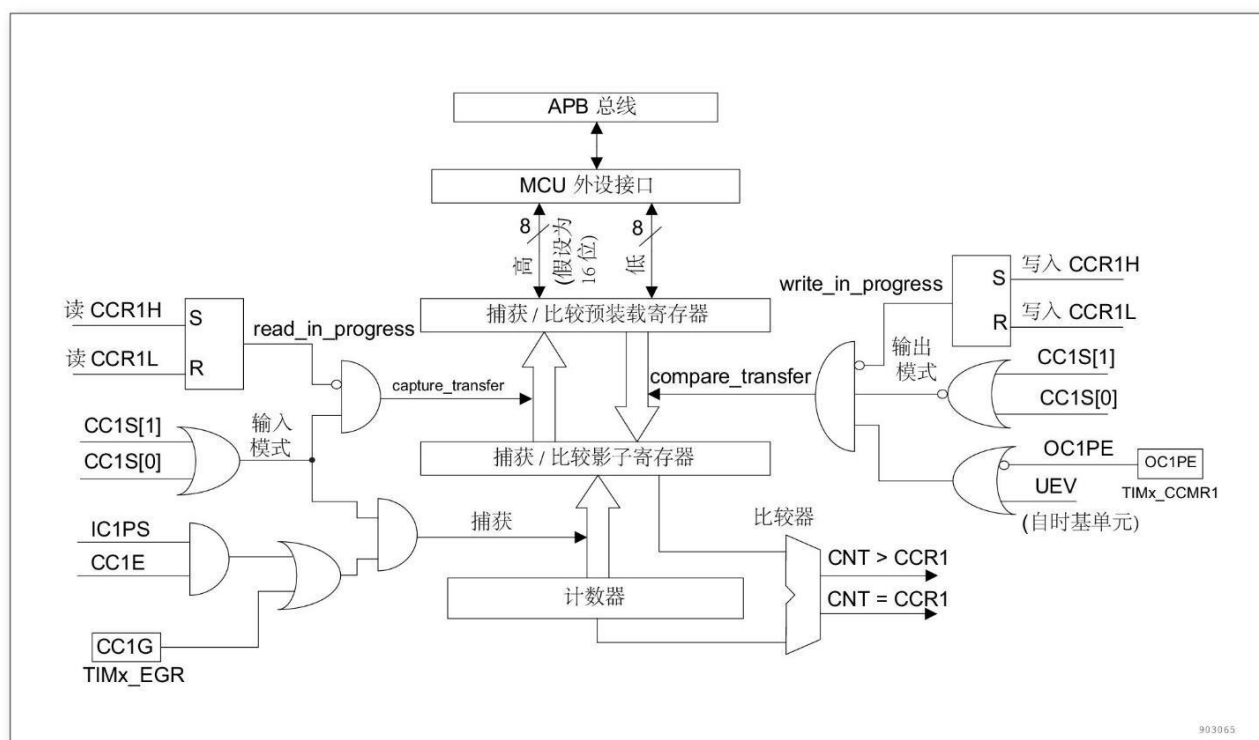 APB 总线
MCU 外设接口
8
高
(假设为
16 位)
8
低
捕获 / 比较预装载寄存器
读 CCR1H
读 CCR1L
S
R
read_in_progress
capture_transfer
CC1S[1]
CC1S[0]
输入
模式
捕获 / 比较影子寄存器
IC1PS
CC1E
捕获
CC1G
TIMx_EGR
计数器
write_in_progress
S
R
写入 CCR1H
写入 CCR1L
输出
模式
CC1S[1]
CC1S[0]
compare_transfer
OC1PE
OC1PE
TIMx_CCMR1
UEV
(自时基单元)
比较器
CNT > CCR1
CNT = CCR1
903065